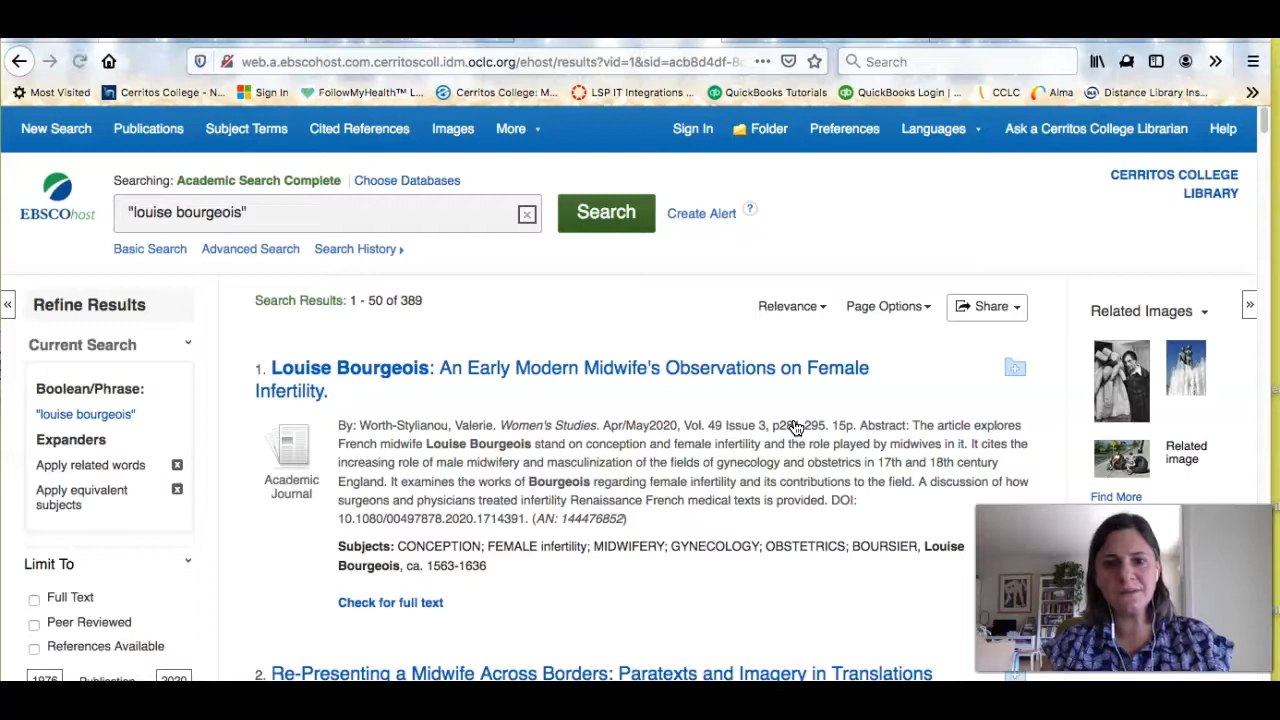 web.a.ebscohost.com.cerritoscoll.idm.oclc.org/ehost/results?vid=1&sid=acb8d4df-8
Search
Most Visited
Cerritos College - N...
Sign In
FollowMyHealth™ L...
Cerritos College: M...
LSP IT Integrations ...
QuickBooks Tutorials
QuickBooks Login | ...
CCLC
Alma
Distance Library Ins...
New Search
Publications
Subject Terms
Cited References
Images
More
Sign In
Folder
Preferences
Languages
Ask a Cerritos College Librarian
Help
Searching: Academic Search Complete
Choose Databases
CERRITOS COLLEGE
LIBRARY
EBSCOhost
"louise bourgeois"
Search
Create Alert
?
Basic Search
Advanced Search
Search History
Refine Results
Current Search
Boolean/Phrase:
"louise bourgeois"
Expanders
Apply related words
Apply equivalent
subjects
Limit To
Full Text
Peer Reviewed
References Available
1976
Publication
2020
Search Results: 1 - 50 of 389
Relevance
Page Options
Share
1. Louise Bourgeois: An Early Modern Midwife's Observations on Female
Infertility.
Academic
Journal
By: Worth-Stylianou, Valerie. Women's Studies. Apr/May2020, Vol. 49 Issue 3, 295. 15p. Abstract: The article explores
French midwife Louise Bourgeois stand on conception and female infertility and the role played by midwives in it. It cites the
increasing role of male midwifery and masculinization of the fields of gynecology and obstetrics in 17th and 18th century
England. It examines the works of Bourgeois regarding female infertility and its contributions to the field. A discussion of how
surgeons and physicians treated infertility Renaissance French medical texts is provided. DOI:
10.1080/00497878.2020.1714391. (AN: 144476852)
Subjects: CONCEPTION; FEMALE infertility; MIDWIFERY; GYNECOLOGY; OBSTETRICS; BOURSIER, Louise
Bourgeois, ca. 1563-1636
Check for full text
2. Re-Presenting a Midwife Across Borders: Paratexts and Imagery in Translations
Related Images
Related
image
Find More